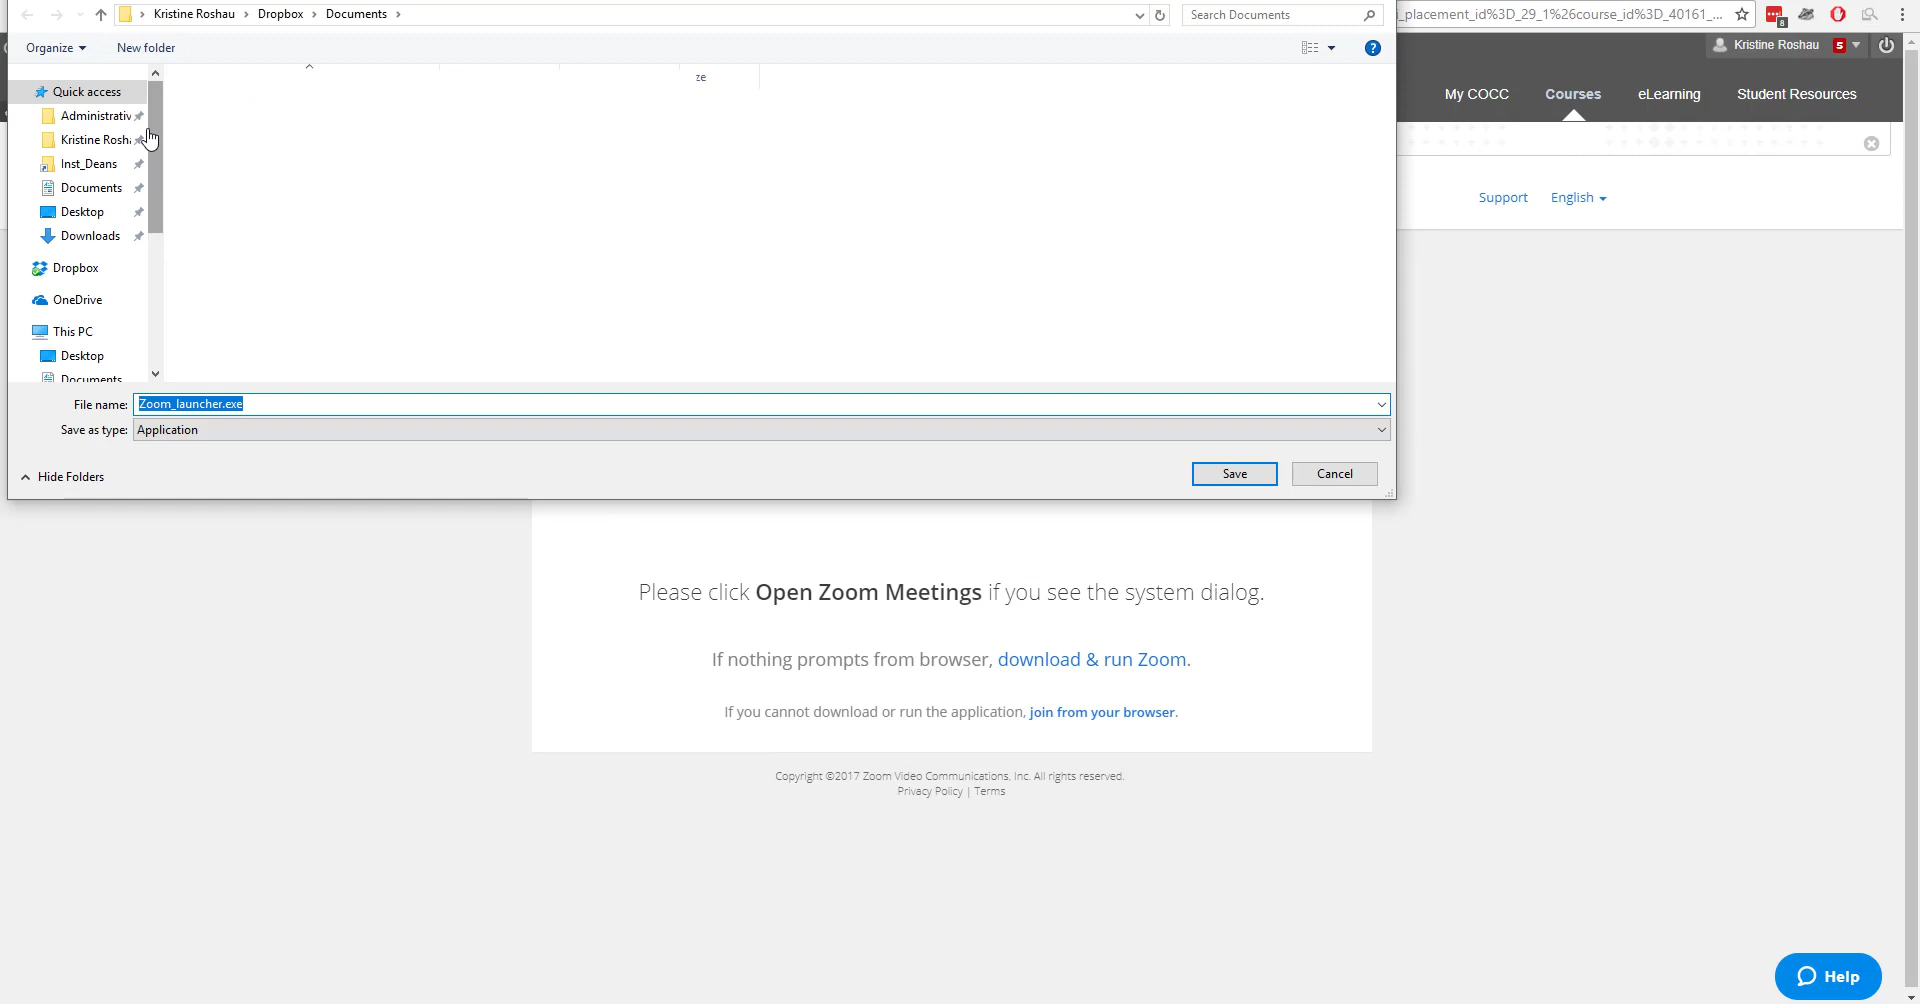 Kristine Roshau > Dropbox > Documents >
Search Documents
_placement_id%3D_29_1%26course_id%3D_40161_...
8
Organize
New folder
?
Kristine Roshau
5
ze
Quick access
Administrativ
Kristine Rosha
Inst_Deans
Documents
Desktop
Downloads
Dropbox
OneDrive
This PC
Desktop
Documents
My COCC
Courses
eLearning
Student Resources
Support
English
File name:
Zoom_launcher.exe
Save as type:
Application
Hide Folders
Save
Cancel
Please click Open Zoom Meetings if you see the system dialog.
If nothing prompts from browser, download & run Zoom.
If you cannot download or run the application, join from your browser.
Copyright ©2017 Zoom Video Communications, Inc. All rights reserved.
Privacy Policy | Terms
Help